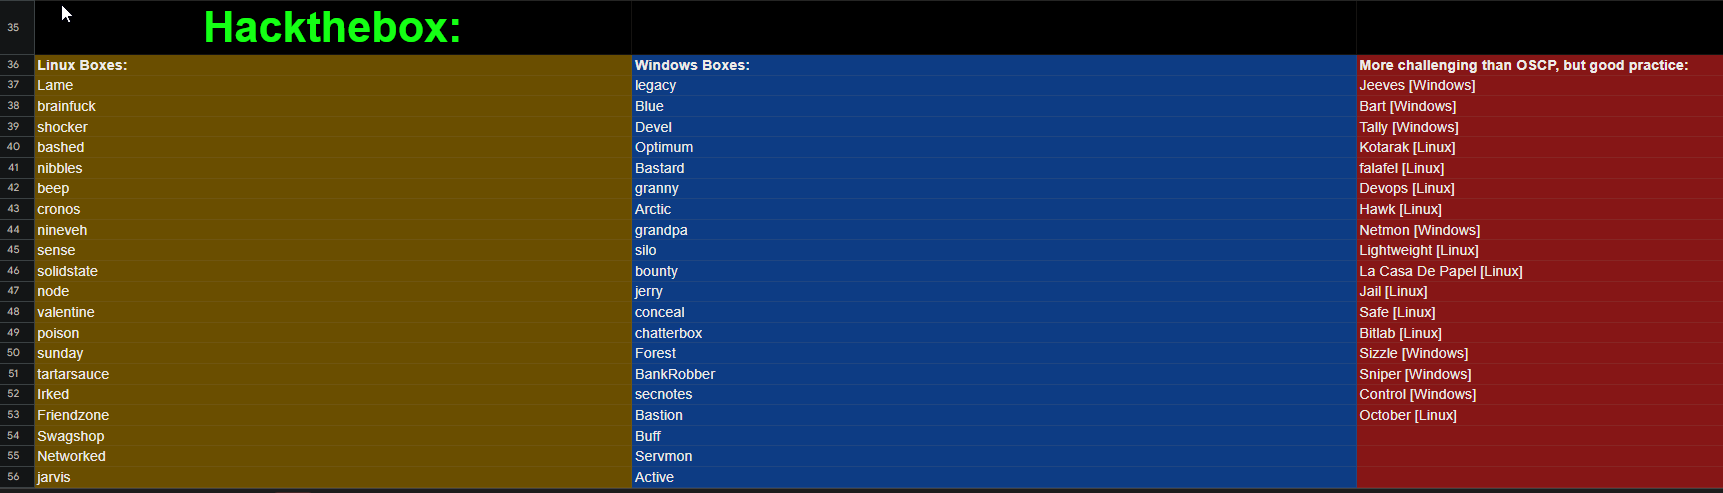 35 Hackthebox:
36 Linux Boxes: Windows Boxes: More challenging than OSCP, but good practice:
37 Lame legacy Jeeves [Windows]
38 brainfuck Blue Bart [Windows]
39 shocker Devel Tally [Windows]
40 bashed Optimum Kotarak [Linux]
41 nibbles Bastard falafel [Linux]
42 beep granny Devops [Linux]
43 cronos Arctic Hawk [Linux]
44 nineveh grandpa Netmon [Windows]
45 sense silo Lightweight [Linux]
46 solidstate bounty La Casa De Papel [Linux]
47 node jerry Jail [Linux]
48 valentine conceal Safe [Linux]
49 poison chatterbox Bitlab [Linux]
50 sunday Forest Sizzle [Windows]
51 tartarsauce BankRobber Sniper [Windows]
52 Irked secnotes Control [Windows]
53 Friendzone Bastion October [Linux]
54 Swagshop Buff
55 Networked Servmon
56 jarvis Active